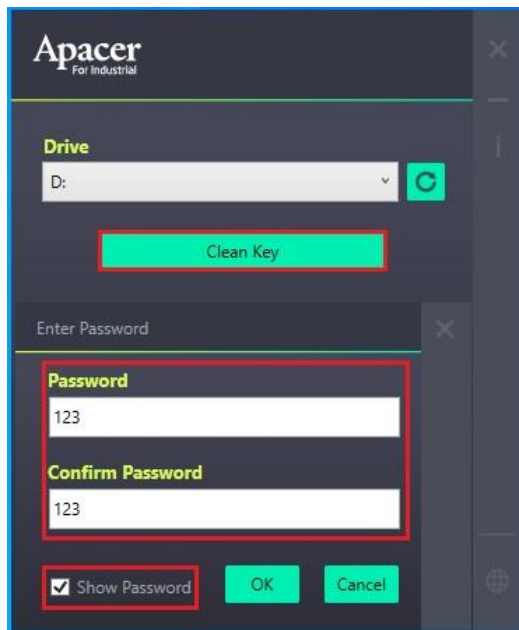 Apacer
For Industrial
Drive
D:
Clean Key
Enter Password
Password
123
Confirm Password
123
Show Password
OK
Cancel